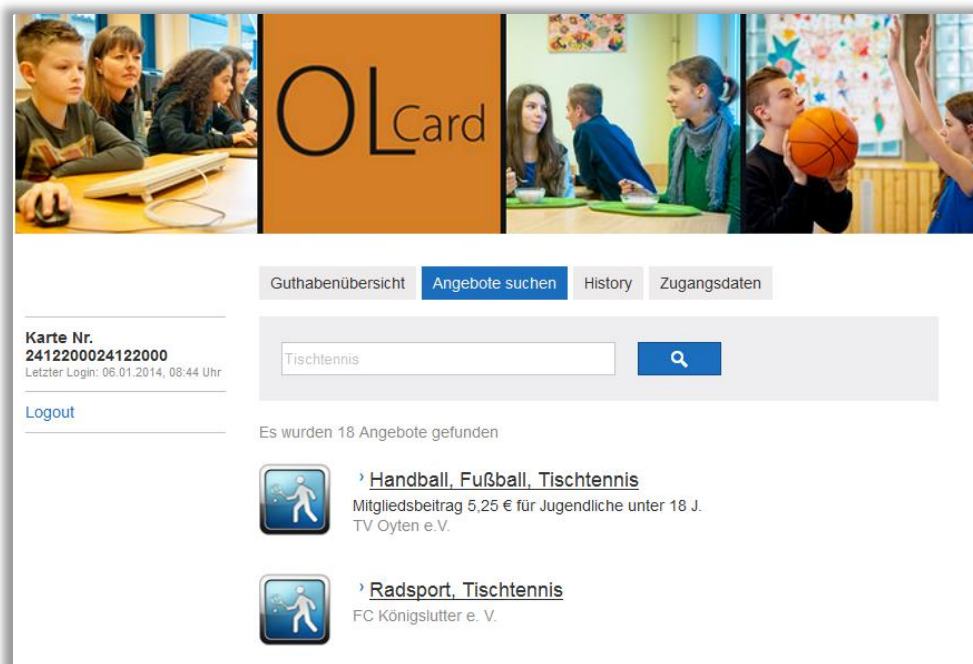 OLCard
Guthabenübersicht Angebote suchen History Zugangsdaten
Karte Nr.
2412200024122000
Letzter Login: 06.01.2014, 08:44 Uhr
Logout
Tischtennis
Es wurden 18 Angebote gefunden
› Handball, Fußball, Tischtennis
Mitgliedsbeitrag 5,25 € für Jugendliche unter 18 J.
TV Oyten e.V.
› Radsport, Tischtennis
FC Königslutter e. V.